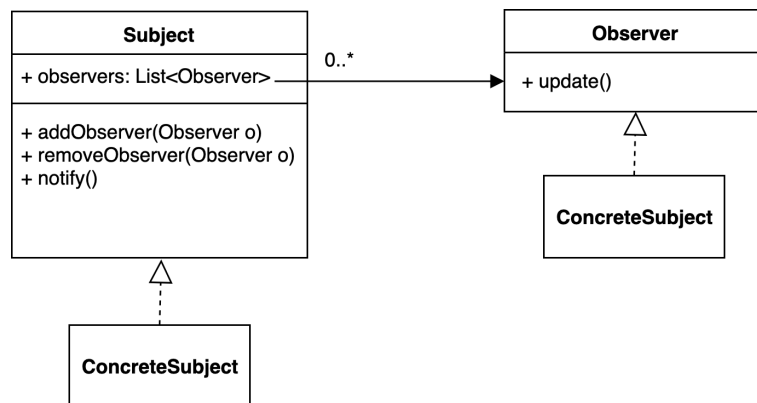 Subject
+ observers: List<Observer>
0..*
+ addObserver(Observer o)
+ removeObserver(Observer o)
+ notify()
ConcreteSubject
Observer
+ update()
ConcreteSubject